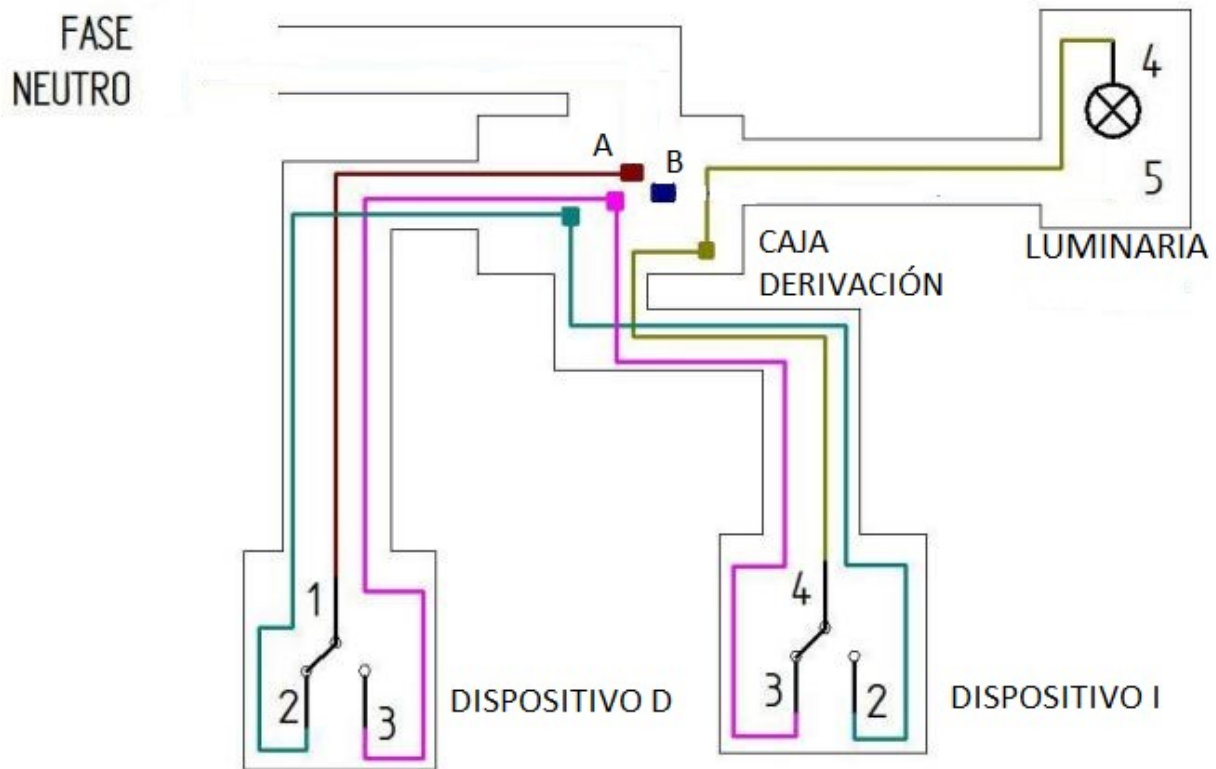 FASE
NEUTRO
A
B
4
5
CAJA
DERIVACIÓN
LUMINARIA
1
2
3
DISPOSITIVO D
4
3
2
DISPOSITIVO I